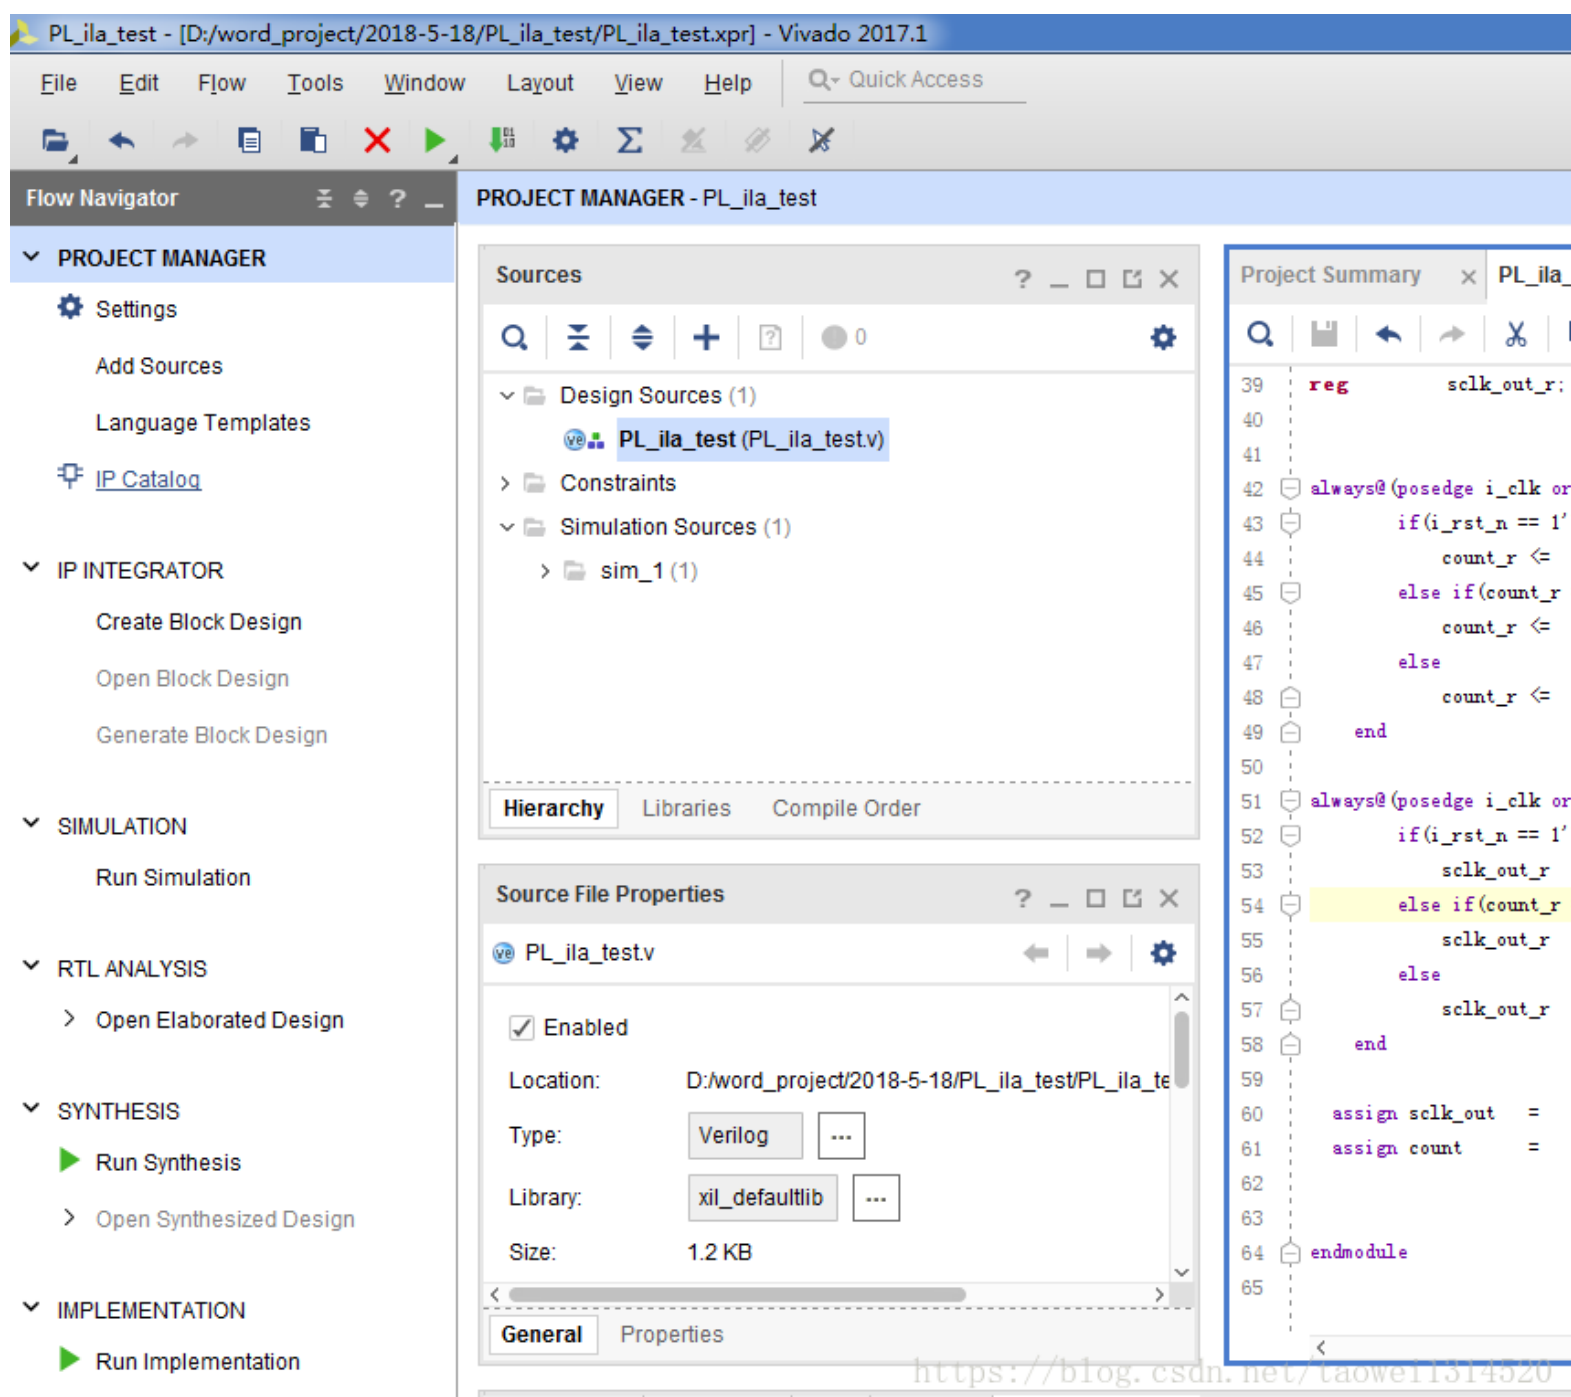 PL_ila_test - [D:/word_project/2018-5-18/PL_ila_test/PL_ila_test.xpr] - Vivado 2017.1
File Edit Flow Tools Window Layout View Help Quick Access
Flow Navigator
PROJECT MANAGER
Settings
Add Sources
Language Templates
IP Catalog
IP INTEGRATOR
Create Block Design
Open Block Design
Generate Block Design
SIMULATION
Run Simulation
RTL ANALYSIS
Open Elaborated Design
SYNTHESIS
Run Synthesis
Open Synthesized Design
IMPLEMENTATION
Run Implementation
PROJECT MANAGER - PL_ila_test
Sources
0
Design Sources (1)
PL_ila_test (PL_ila_test.v)
Constraints
Simulation Sources (1)
sim_1 (1)
Hierarchy Libraries Compile Order
Source File Properties
PL_ila_test.v
Enabled
Location: D:/word_project/2018-5-18/PL_ila_test/PL_ila_te
Type: Verilog ...
Library: xil_defaultlib ...
Size: 1.2 KB
General Properties
Project Summary PL_ila_
39 reg sclk_out_r;
40
41
42 always@(posedge i_clk or
43 if(i_rst_n == 1'
44 count_r <=
45 else if(count_r
46 count_r <=
47 else
48 count_r <=
49 end
50
51 always@(posedge i_clk or
52 if(i_rst_n == 1'
53 sclk_out_r
54 else if(count_r
55 sclk_out_r
56 else
57 sclk_out_r
58 end
59
60 assign sclk_out =
61 assign count =
62
63
64 endmodule
65
https://blog.csdn.net/taowei1314520